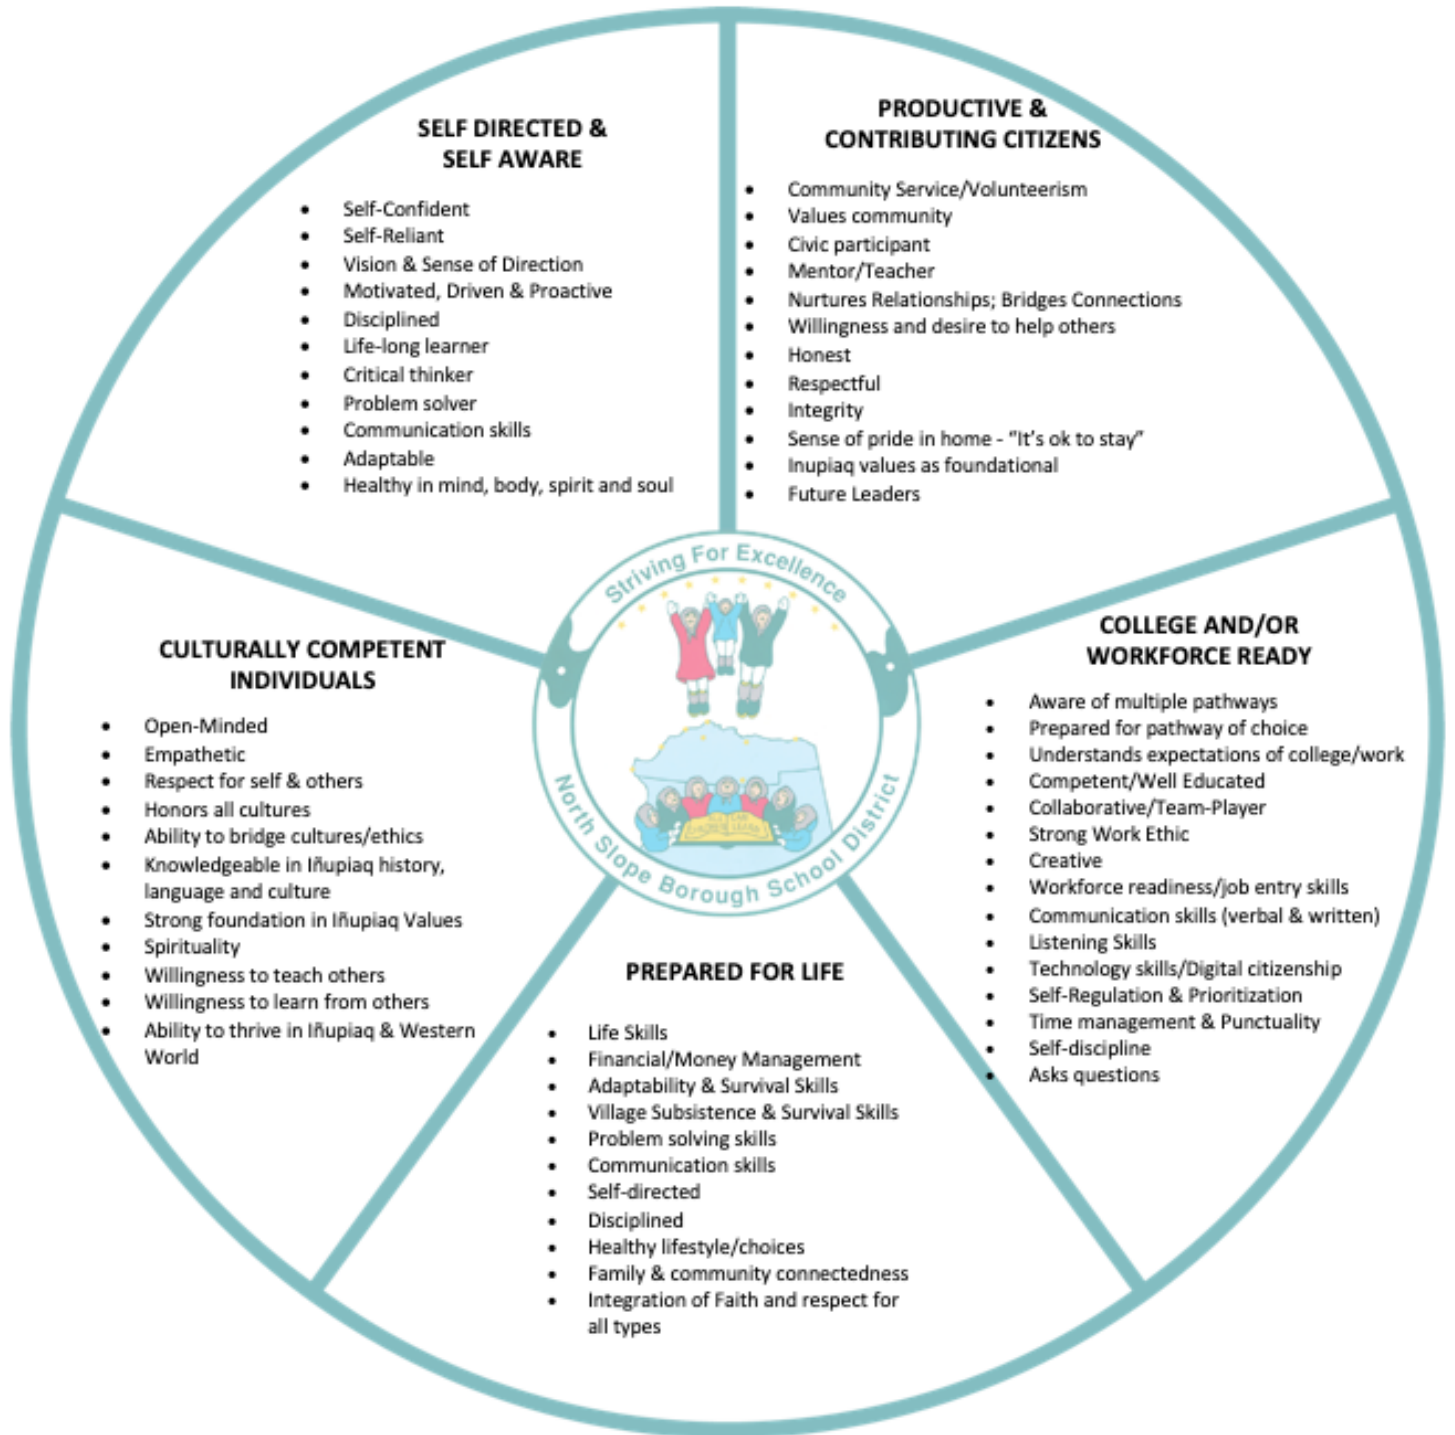 SELF DIRECTED &
SELF AWARE
• Self-Confident
• Self-Reliant
• Vision & Sense of Direction
• Motivated, Driven & Proactive
• Disciplined
• Life-long learner
• Critical thinker
• Problem solver
• Communication skills
• Adaptable
• Healthy in mind, body, spirit and soul
PRODUCTIVE &
CONTRIBUTING CITIZENS
• Community Service/Volunteerism
• Values community
• Civic participant
• Mentor/Teacher
• Nurtures Relationships; Bridges Connections
• Willingness and desire to help others
• Honest
• Respectful
• Integrity
• Sense of pride in home - “It’s ok to stay”
• Inupiaq values as foundational
• Future Leaders
Striving For Excellence
North Slope Borough School District
CULTURALLY COMPETENT
INDIVIDUALS
• Open-Minded
• Empathetic
• Respect for self & others
• Honors all cultures
• Ability to bridge cultures/ethics
• Knowledgeable in Iñupiaq history,
language and culture
• Strong foundation in Iñupiaq Values
• Spirituality
• Willingness to teach others
• Willingness to learn from others
• Ability to thrive in Iñupiaq & Western
World
COLLEGE AND/OR
WORKFORCE READY
• Aware of multiple pathways
• Prepared for pathway of choice
• Understands expectations of college/work
• Competent/Well Educated
• Collaborative/Team-Player
• Strong Work Ethic
• Creative
• Workforce readiness/job entry skills
• Communication skills (verbal & written)
• Listening Skills
• Technology skills/Digital citizenship
• Self-Regulation & Prioritization
• Time management & Punctuality
• Self-discipline
• Asks questions
PREPARED FOR LIFE
• Life Skills
• Financial/Money Management
• Adaptability & Survival Skills
• Village Subsistence & Survival Skills
• Problem solving skills
• Communication skills
• Self-directed
• Disciplined
• Healthy lifestyle/choices
• Family & community connectedness
• Integration of Faith and respect for
all types